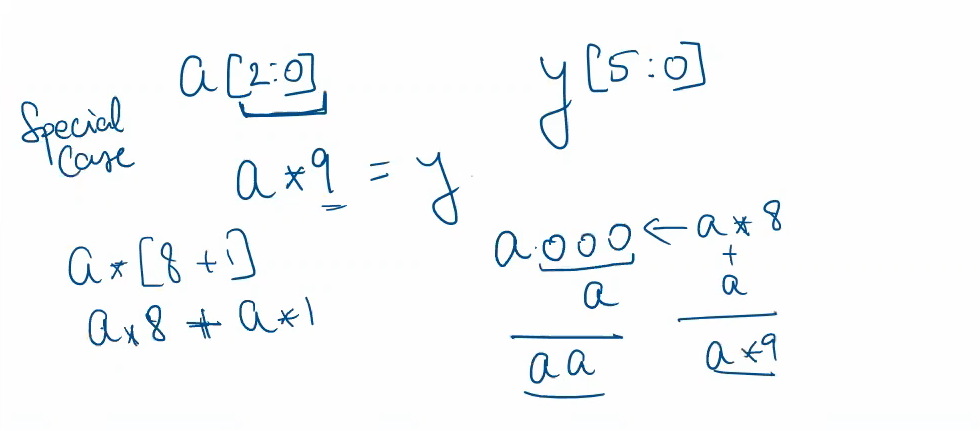 a[2:0]
y[5:0]
Special
Case
a*9 = y
a*[8+1]
a*8 + a*1
a.000 ← a*8
+
a
a
aa
a*9